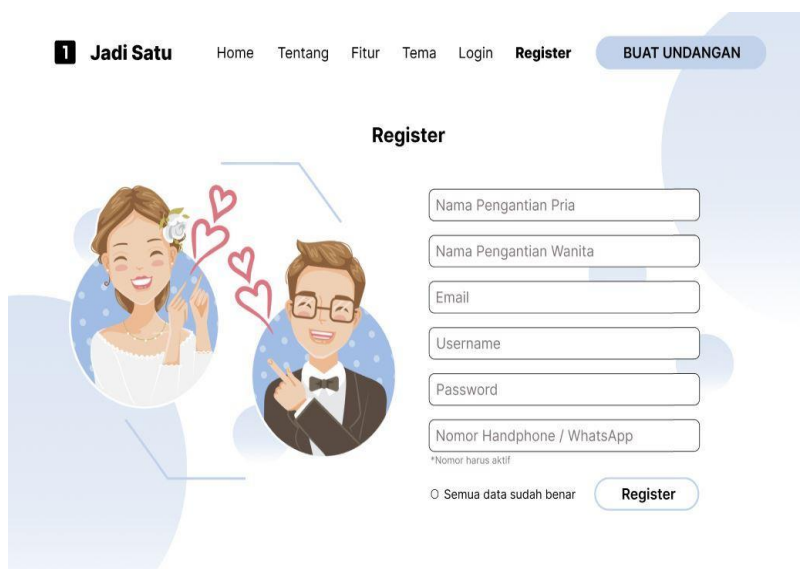 1 Jadi Satu Home Tentang Fitur Tema Login Register BUAT UNDANGAN
Register
Nama Pengantian Pria
Nama Pengantian Wanita
Email
Username
Password
Nomor Handphone / WhatsApp
*Nomor harus aktif
Semua data sudah benar Register